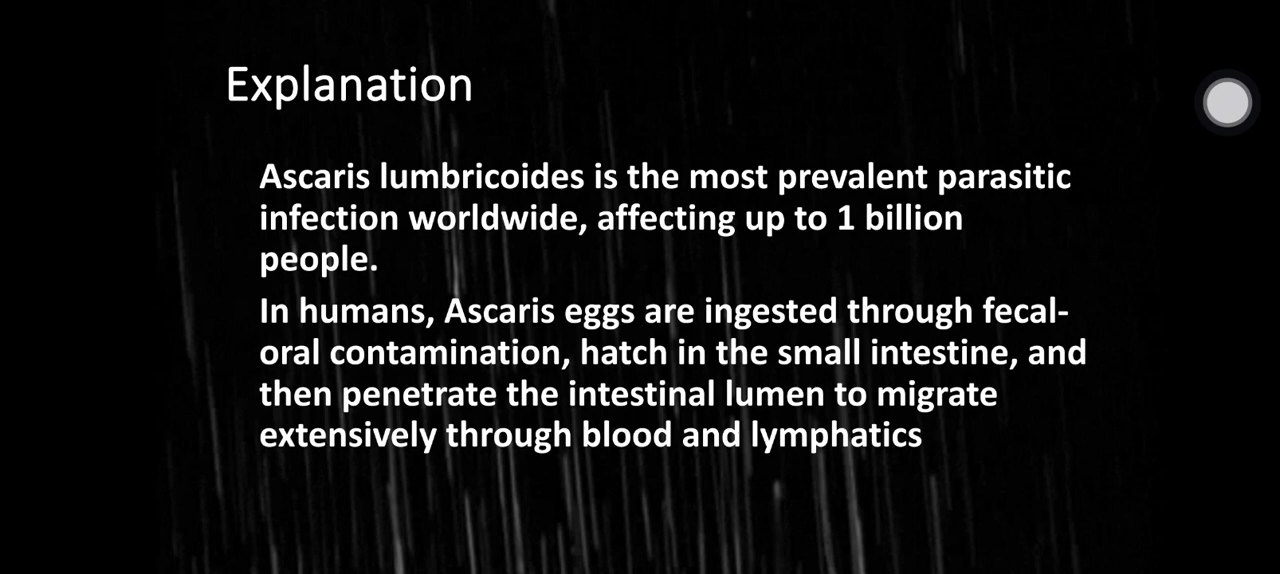 Explanation
Ascaris lumbricoides is the most prevalent parasitic
infection worldwide, affecting up to 1 billion
people.
In humans, Ascaris eggs are ingested through fecal-
oral contamination, hatch in the small intestine, and
then penetrate the intestinal lumen to migrate
extensively through blood and lymphatics